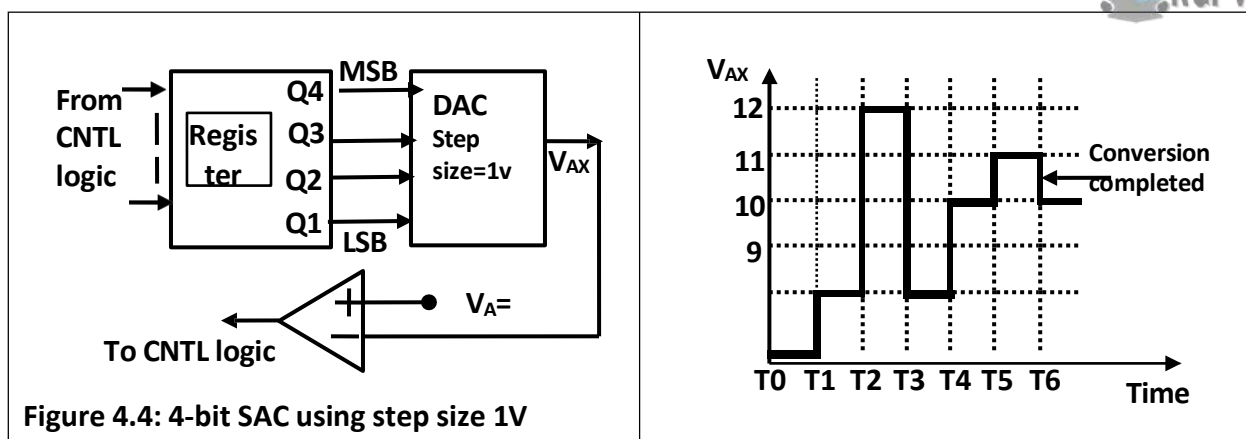 From
CNTL
logic
Regis
ter
Q4
Q3
Q2
Q1
MSB
LSB
DAC
Step
size=1v
VAX
VA=
To CNTL logic
Figure 4.4: 4-bit SAC using step size 1V
VAX
12
11
10
9
Conversion
completed
T0 T1 T2 T3 T4 T5 T6
Time